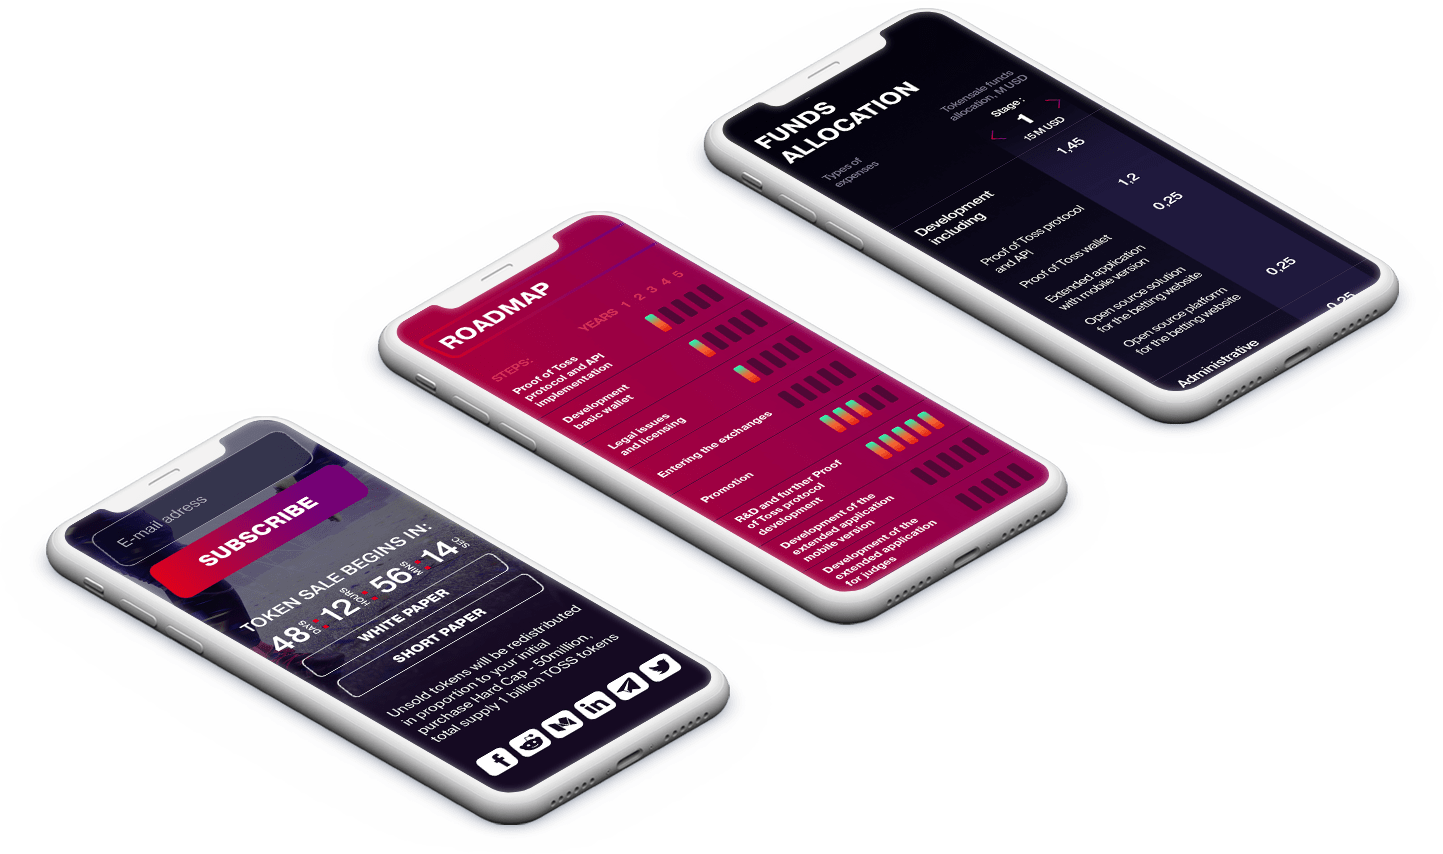 E-mail adress
SUBSCRIBE
TOKEN SALE BEGINS IN:
48 : 12 : 56 : 14
DAYS HOURS MIN
WHITE PAPER
SHORT PAPER
Unsold tokens will be redistributed
in proportion to your initial
purchase Hard Cap - 50million,
total supply 1 billion TOSS tokens
ROADMAP
STEPS:
YEARS 1 2 3 4 5
Proof of Toss
protocol and API
implementation
Development
basic wallet
Legal issues
and licensing
Entering the exchanges
Promotion
R&D and further Proof
of Toss protocol
development
Development of the
extended application
mobile version
Development of the
extended application
for judges
FUNDS
ALLOCATION
Tokensale funds
allocation, M USD
Types of
expenses
Stage :
1
15 M USD
Development
including
1,45
Proof of Toss protocol
and API
1,2
Proof of Toss wallet
0,25
Extended application
with mobile version
Open source solution
for the betting website
0,25
Open source platform
for the betting website
0,25
Administrative